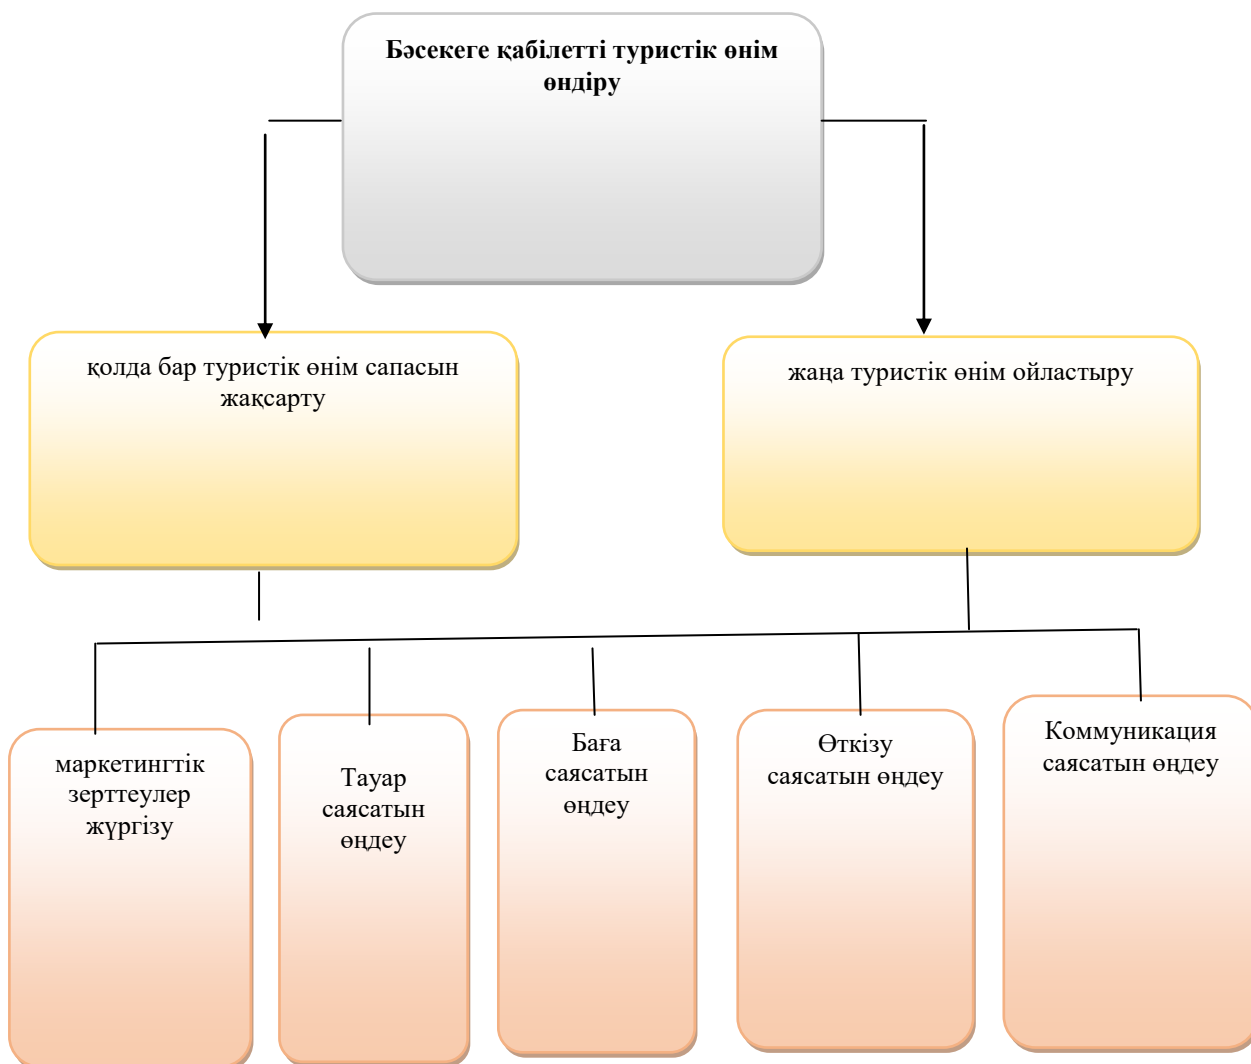 Бәсекеге қабілетті туристік өнім
өндіру
қолда бар туристік өнім сапасын
жақсарту
жаңа туристік өнім ойластыру
маркетингтік
зерттеулер
жүргізу
Тауар
саясатын
өңдеу
Баға
саясатын
өңдеу
Өткізу
саясатын өңдеу
Коммуникация
саясатын өңдеу